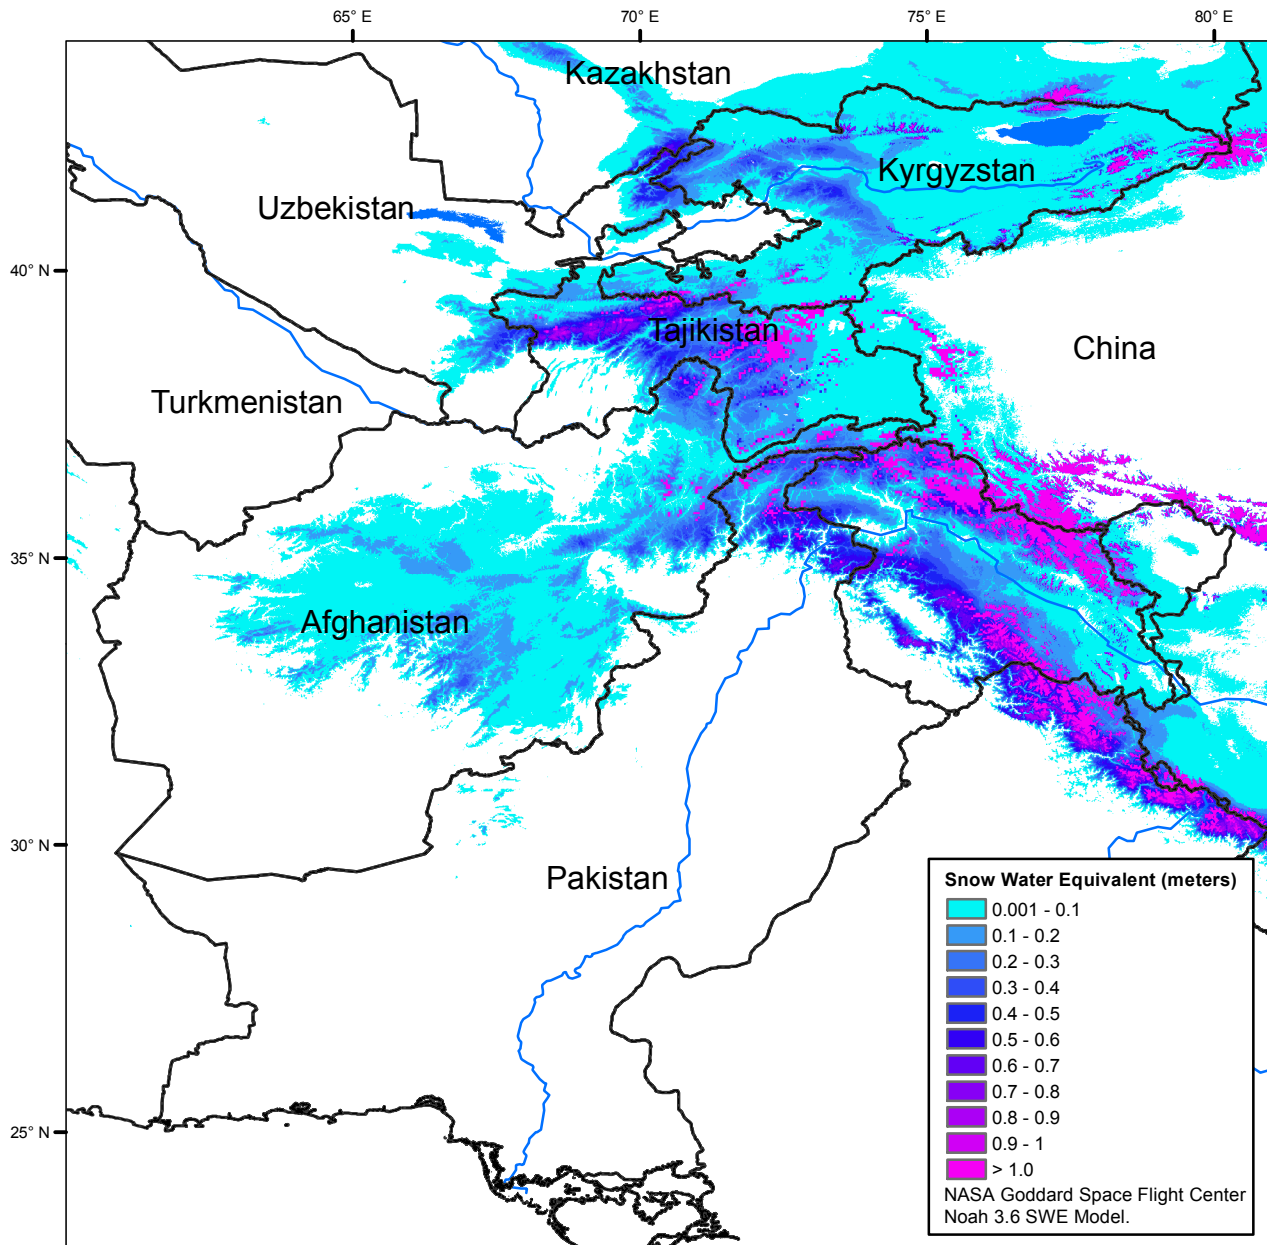 65° E
70° E
75° E
80° E
Kazakhstan
Kyrgyzstan
Uzbekistan
40° N
Tajikistan
China
Turkmenistan
35° N
Afghanistan
30° N
Pakistan
25° N
Snow Water Equivalent (meters)
0.001 - 0.1
0.1 - 0.2
0.2 - 0.3
0.3 - 0.4
0.4 - 0.5
0.5 - 0.6
0.6 - 0.7
0.7 - 0.8
0.8 - 0.9
0.9 - 1
> 1.0
NASA Goddard Space Flight Center
Noah 3.6 SWE Model.